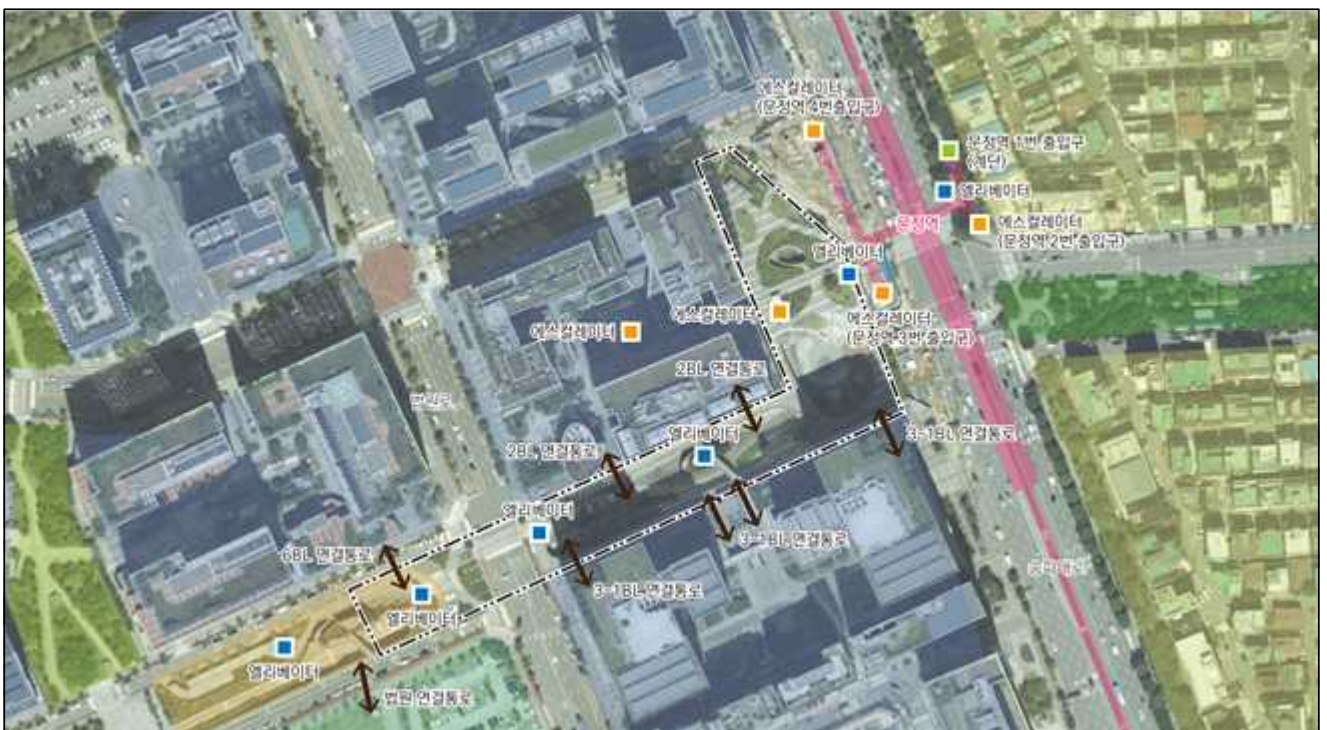 에스컬레이터
(문정역 4번 출입구)
문정역 1번 출입구
(계단)
엘리베이터
문정역
에스컬레이터
(문정역 2번 출입구)
엘리베이터
에스컬레이터
에스컬레이터
에스컬레이터
(문정역 3번 출입구)
2BL 연결통로
법원로
엘리베이터
3-1BL 연결통로
2BL 연결통로
엘리베이터
3-1BL 연결통로
6BL 연결통로
3-1BL 연결통로
엘리베이터
엘리베이터
법원 연결통로
송파대로